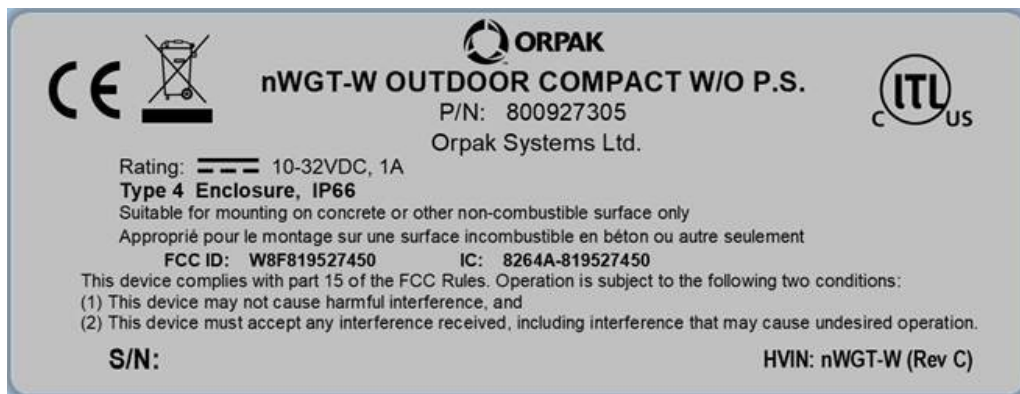 CE
ORPAK
nWGT-W OUTDOOR COMPACT W/O P.S.
P/N: 800927305
Orpak Systems Ltd.
C ITL US
Rating: 10-32VDC, 1A
Type 4 Enclosure, IP66
Suitable for mounting on concrete or other non-combustible surface only
Approprié pour le montage sur une surface incombustible en béton ou autre seulement
FCC ID: W8F819527450 IC: 8264A-819527450
This device complies with part 15 of the FCC Rules. Operation is subject to the following two conditions:
(1) This device may not cause harmful interference, and
(2) This device must accept any interference received, including interference that may cause undesired operation.
S/N: HVIN: nWGT-W (Rev C)